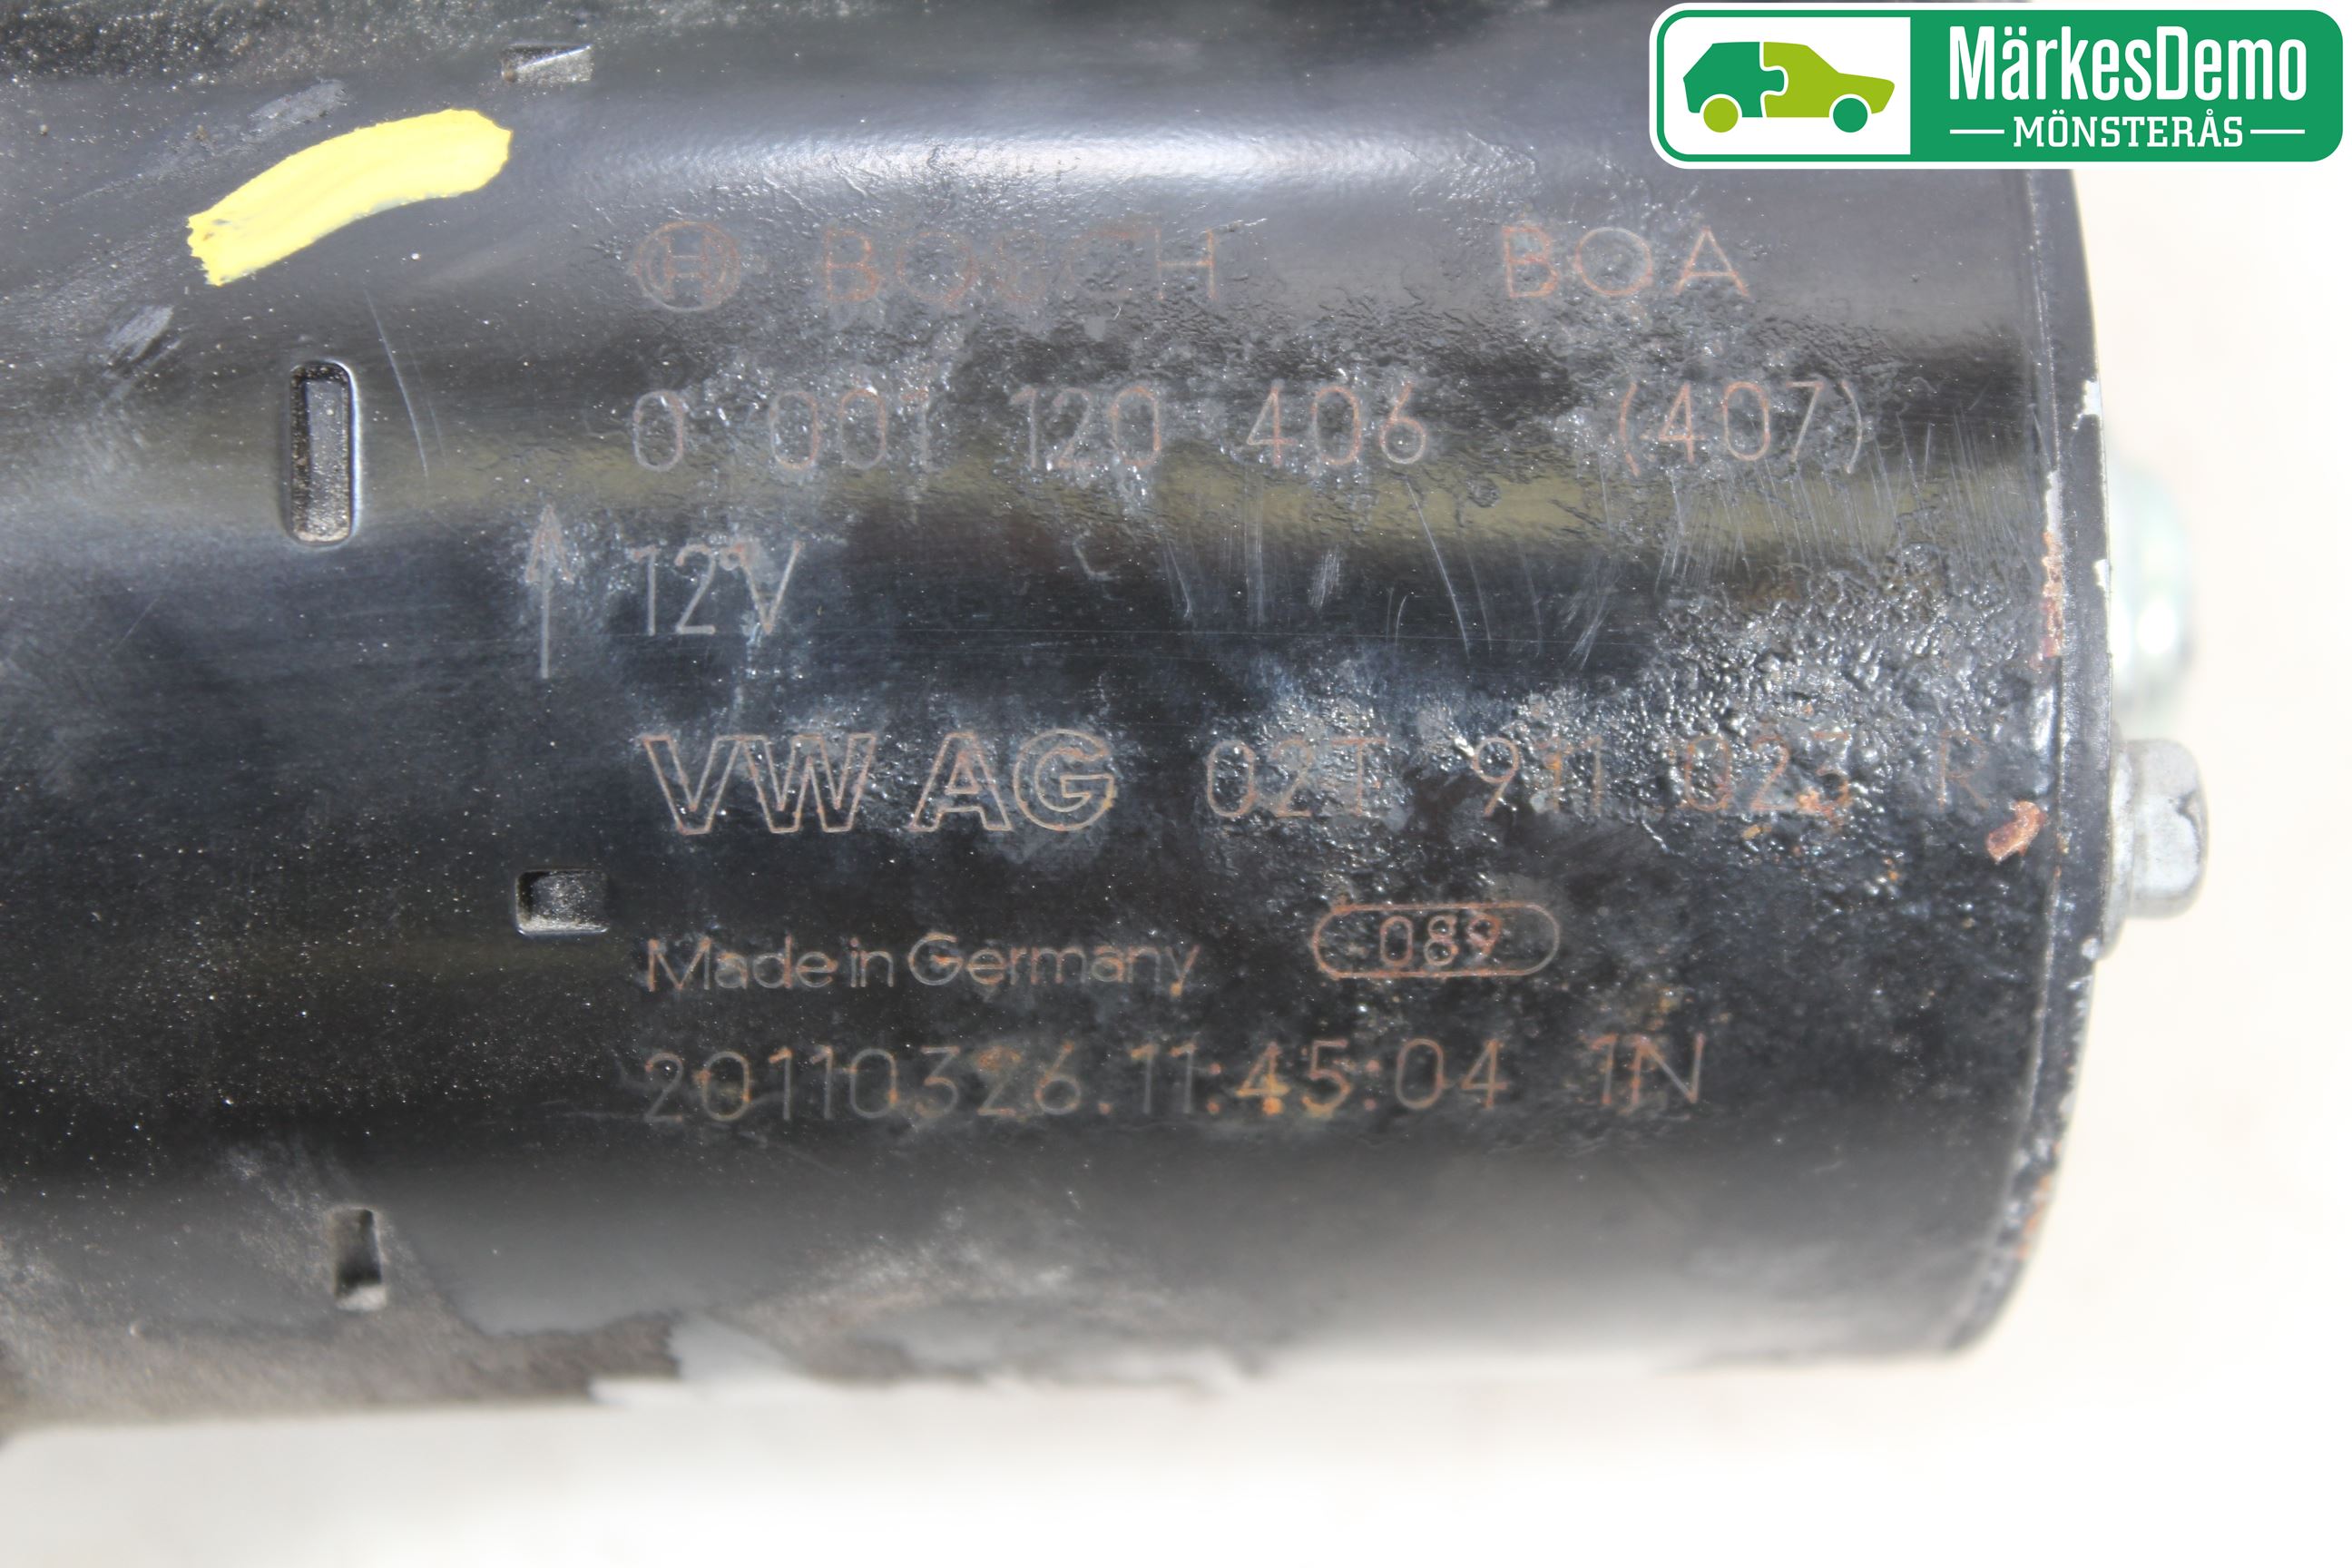 MärkesDemo
MÖNSTERÅS
BOSCH BOA
0 001 120 406 (407)
12V
VW AG 02T 911 023 R
Made in Germany 089
20110326.11:45:04 1N